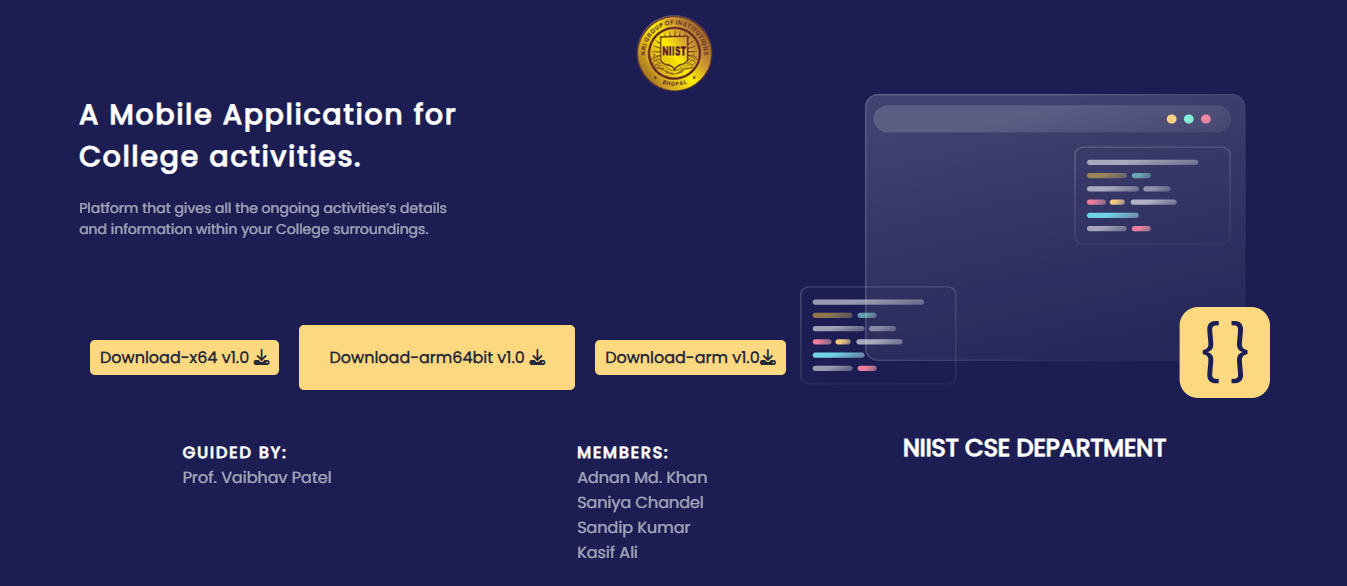 NRI GROUP OF INSTITUTIONS
NIIST
BHOPAL
A Mobile Application for
College activities.
Platform that gives all the ongoing activities’s details
and information within your College surroundings.
Download-x64 v1.0
Download-arm64bit v1.0
Download-arm v1.0
{ }
GUIDED BY:
Prof. Vaibhav Patel
MEMBERS:
Adnan Md. Khan
Saniya Chandel
Sandip Kumar
Kasif Ali
NIIST CSE DEPARTMENT